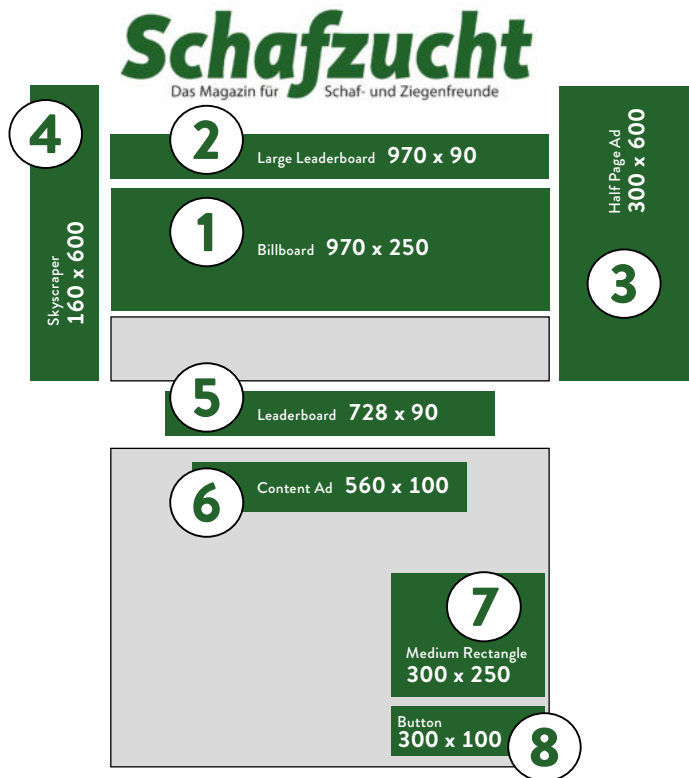 Schafzucht
Das Magazin für Schaf- und Ziegenfreunde
4
2
Large Leaderboard 970 x 90
Half Page Ad
300 x 600
1
Billboard 970 x 250
3
Skyscraper
160 x 600
5
Leaderboard 728 x 90
6
Content Ad 560 x 100
7
Medium Rectangle
300 x 250
Button
300 x 100
8